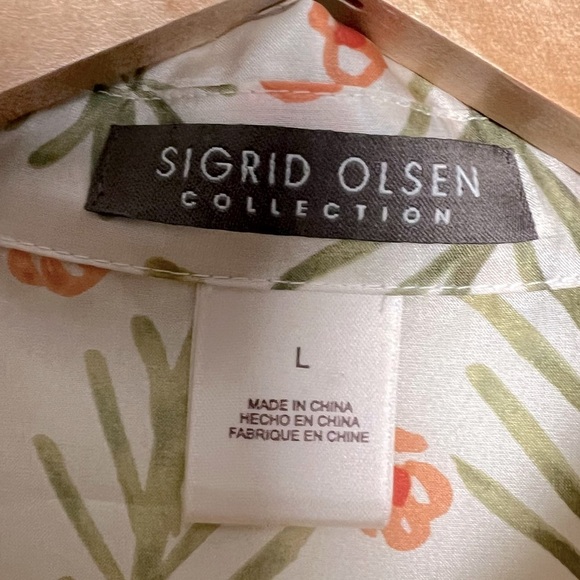 SIGRID OLSEN
COLLECTION
L
MADE IN CHINA
HECHO EN CHINA
FABRIQUE EN CHINE